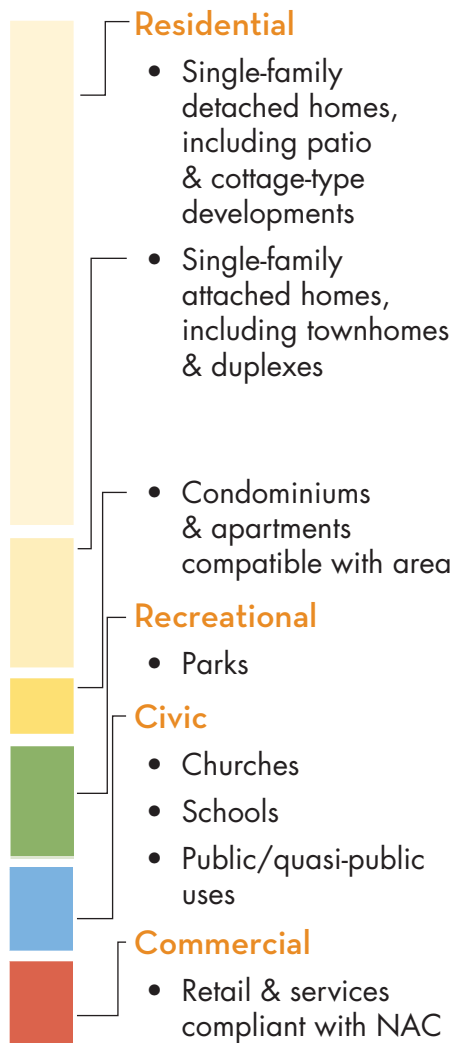 Residential
• Single-family
detached homes,
including patio
& cottage-type
developments
• Single-family
attached homes,
including townhomes
& duplexes
• Condominiums
& apartments
compatible with area
Recreational
• Parks
Civic
• Churches
• Schools
• Public/quasi-public
uses
Commercial
• Retail & services
compliant with NAC